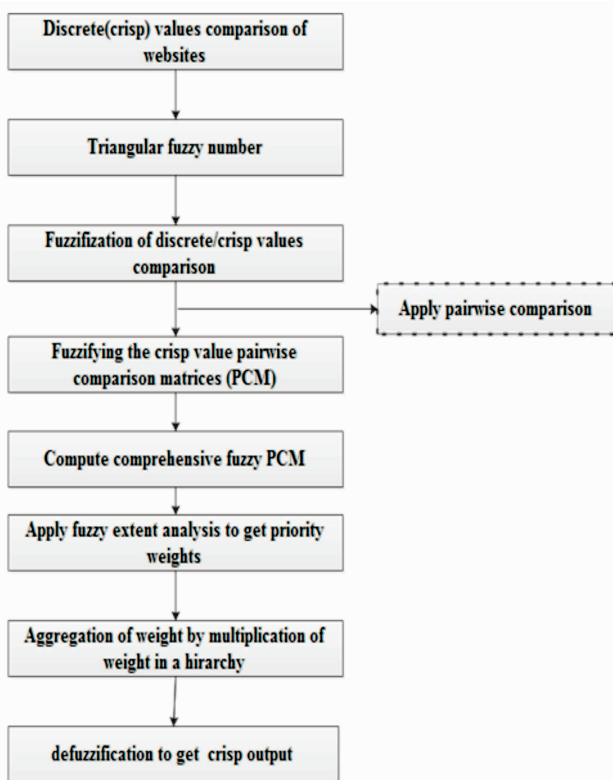 Discrete(crisp) values comparison of
websites
Triangular fuzzy number
Fuzzifization of discrete/crisp values
comparison
Apply pairwise comparison
Fuzzifying the crisp value pairwise
comparison matrices (PCM)
Compute comprehensive fuzzy PCM
Apply fuzzy extent analysis to get priority
weights
Aggregation of weight by multiplication of
weight in a hirarchy
defuzzification to get crisp output